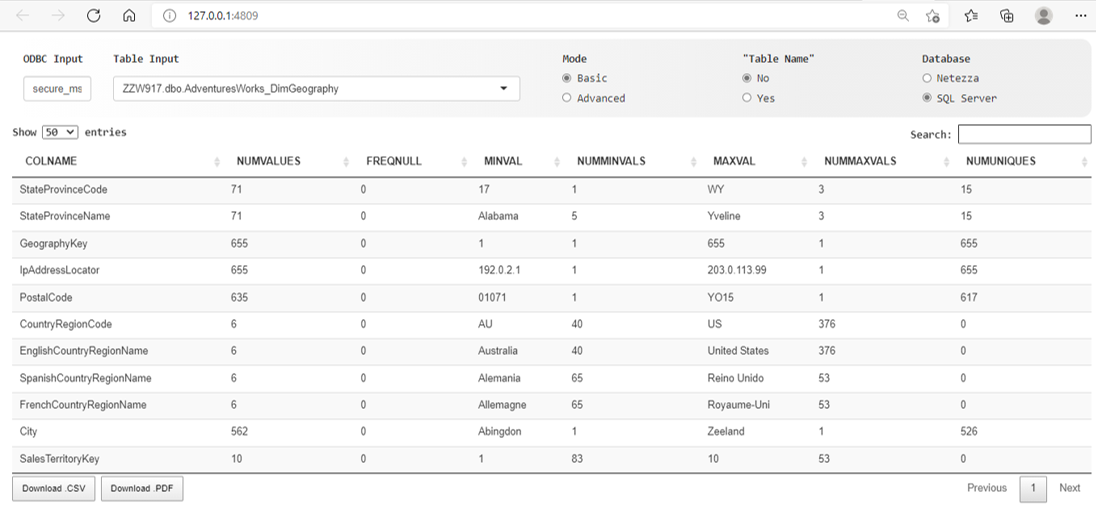 127.0.0.1:4809
ODBC Input Table Input Mode "Table Name" Database
secure_ms ZZW917.dbo.AdventuresWorks_DimGeography Basic No Netezza
Advanced Yes SQL Server
Show 50 entries Search:
COLNAME NUMVALUES FREQNULL MINVAL NUMMINVALS MAXVAL NUMMAXVALS NUMUNIQUES
StateProvinceCode 71 0 17 1 WY 3 15
StateProvinceName 71 0 Alabama 5 Yveline 3 15
GeographyKey 655 0 1 1 655 1 655
IpAddressLocator 655 0 192.0.2.1 1 203.0.113.99 1 655
PostalCode 635 0 01071 1 YO15 1 617
CountryRegionCode 6 0 AU 40 US 376 0
EnglishCountryRegionName 6 0 Australia 40 United States 376 0
SpanishCountryRegionName 6 0 Alemania 65 Reino Unido 53 0
FrenchCountryRegionName 6 0 Allemagne 65 Royaume-Uni 53 0
City 562 0 Abingdon 1 Zeeland 1 526
SalesTerritoryKey 10 0 1 83 10 53 0
Download .CSV Download .PDF Previous 1 Next